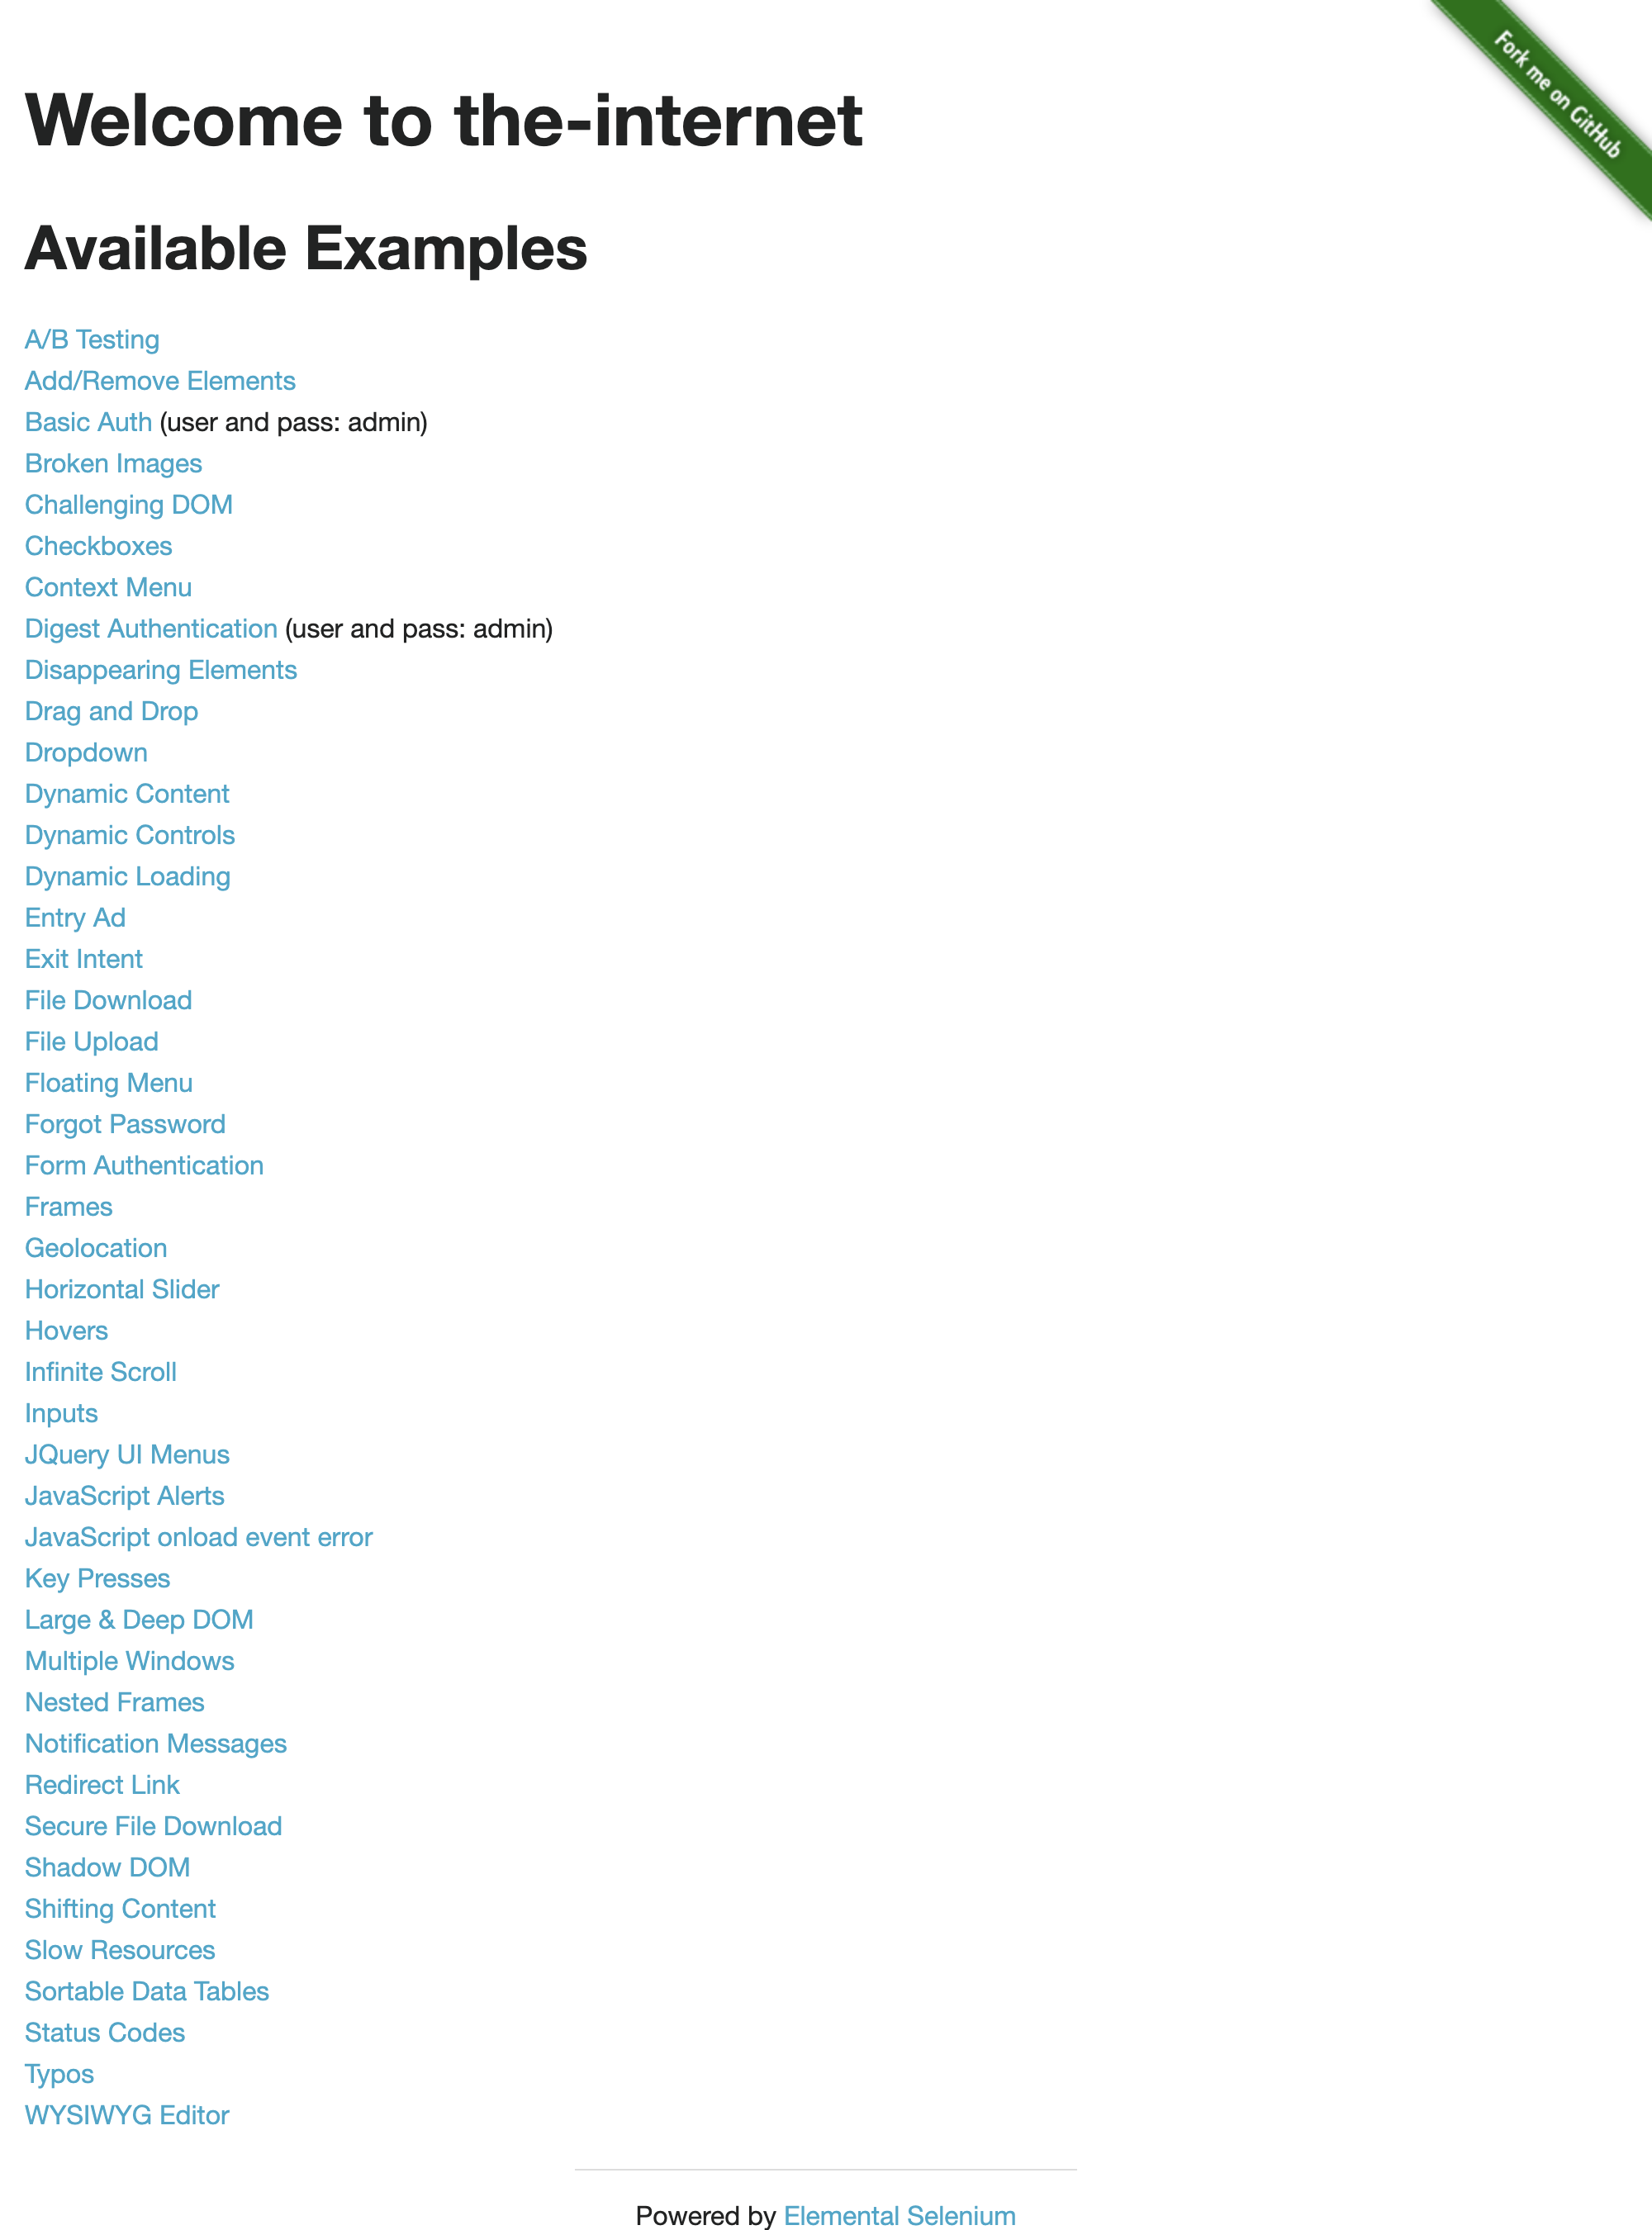 Fork me on GitHub
Welcome to the-internet
Available Examples
A/B Testing
Add/Remove Elements
Basic Auth (user and pass: admin)
Broken Images
Challenging DOM
Checkboxes
Context Menu
Digest Authentication (user and pass: admin)
Disappearing Elements
Drag and Drop
Dropdown
Dynamic Content
Dynamic Controls
Dynamic Loading
Entry Ad
Exit Intent
File Download
File Upload
Floating Menu
Forgot Password
Form Authentication
Frames
Geolocation
Horizontal Slider
Hovers
Infinite Scroll
Inputs
JQuery UI Menus
JavaScript Alerts
JavaScript onload event error
Key Presses
Large & Deep DOM
Multiple Windows
Nested Frames
Notification Messages
Redirect Link
Secure File Download
Shadow DOM
Shifting Content
Slow Resources
Sortable Data Tables
Status Codes
Typos
WYSIWYG Editor
Powered by Elemental Selenium